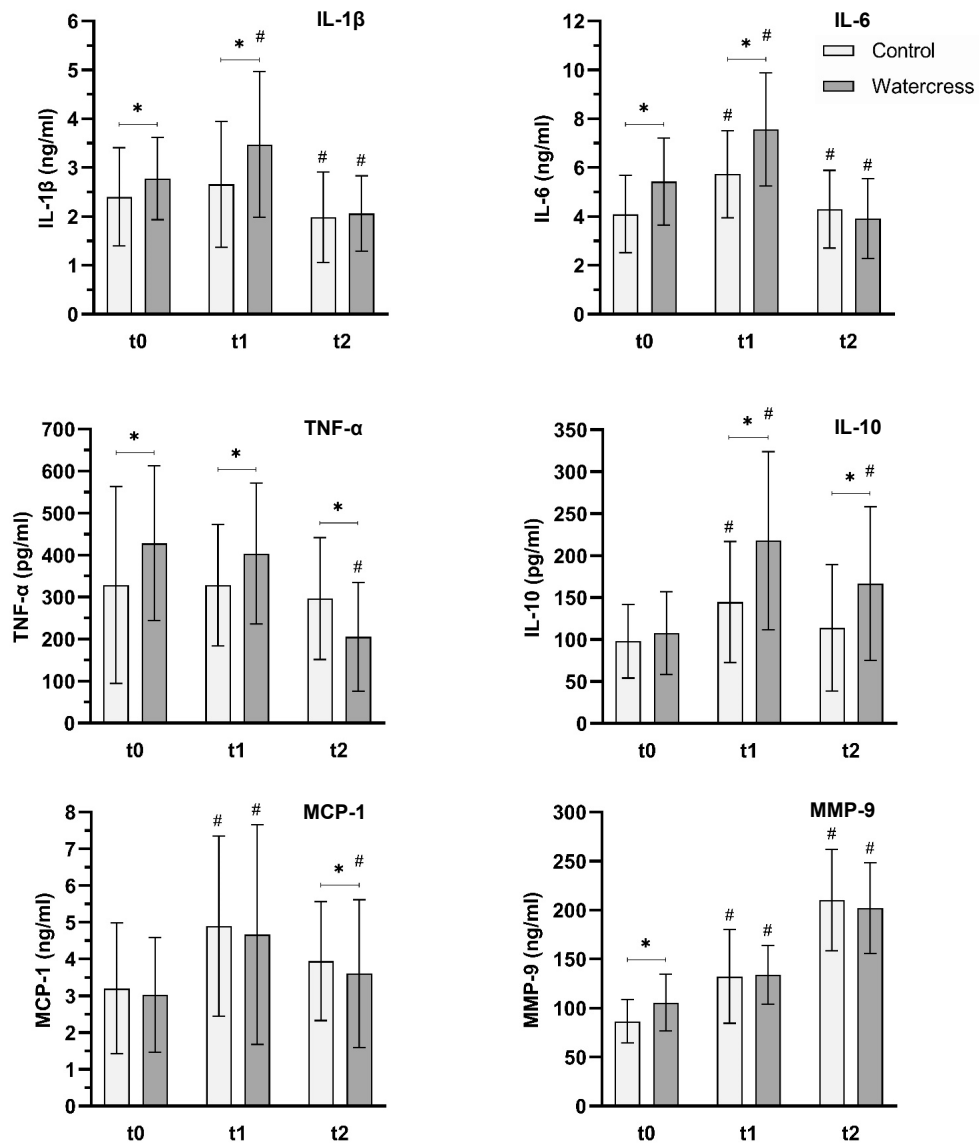 IL-1β
IL-1β (ng/ml)
6
5
4
3
2
1
0
* # * # #
t0 t1 t2
IL-6
Control
Watercress
IL-6 (ng/ml)
12
10
8
6
4
2
0
* # * # # #
t0 t1 t2
TNF-α
TNF-α (pg/ml)
700
600
500
400
300
200
100
0
* * * #
t0 t1 t2
IL-10
IL-10 (pg/ml)
350
300
250
200
150
100
50
0
# * # * #
t0 t1 t2
MCP-1
MCP-1 (ng/ml)
8
7
6
5
4
3
2
1
0
# # * #
t0 t1 t2
MMP-9
MMP-9 (ng/ml)
300
250
200
150
100
50
0
* # # # #
t0 t1 t2